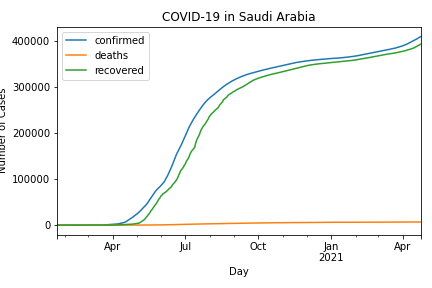 COVID-19 in Saudi Arabia
confirmed
deaths
recovered
400000
300000
200000
100000
0
Number of Cases
Apr
Jul
Oct
Jan
2021
Apr
Day